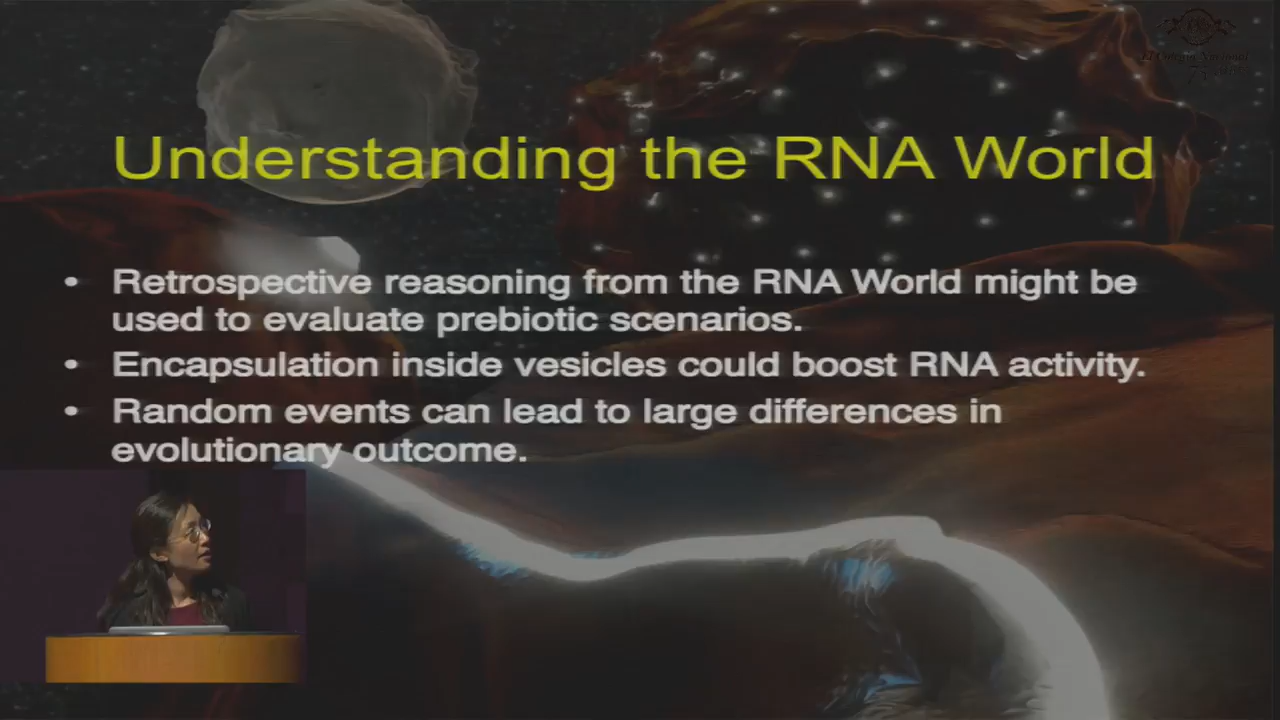 Understanding the RNA World
• Retrospective reasoning from the RNA World might be
used to evaluate prebiotic scenarios.
• Encapsulation inside vesicles could boost RNA activity.
• Random events can lead to large differences in
evolutionary outcome.